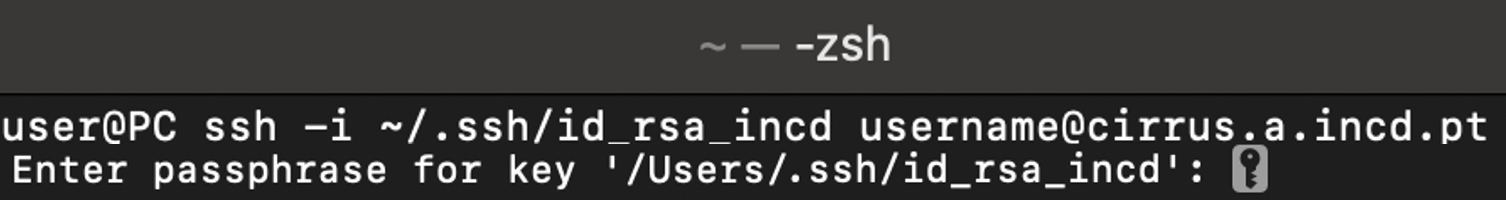 ~ — -zsh
user@PC ssh -i ~/.ssh/id_rsa_incd username@cirrus.a.incd.pt
Enter passphrase for key '/Users/.ssh/id_rsa_incd':